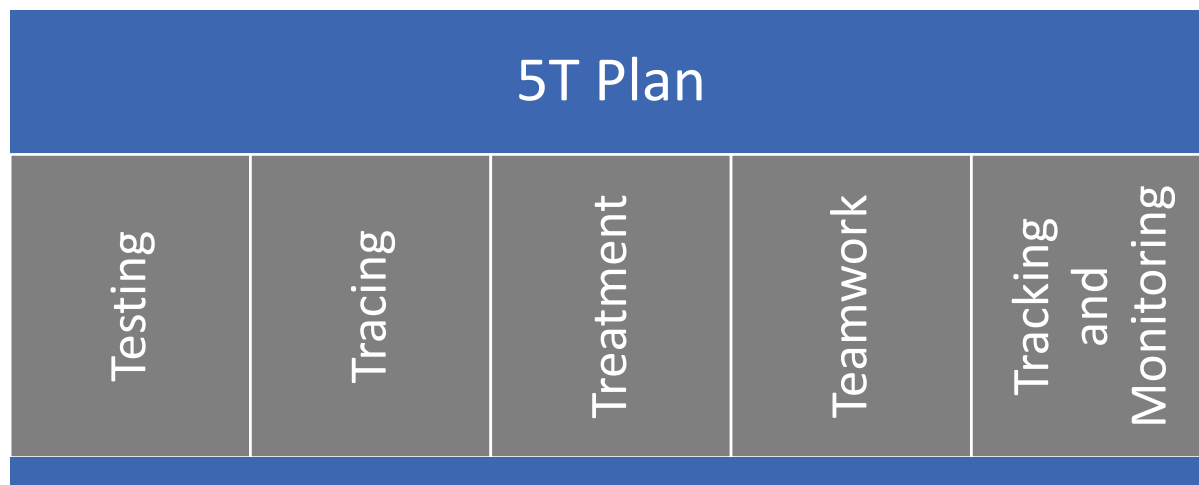 5T Plan
Testing
Tracing
Treatment
Teamwork
Tracking
and
Monitoring